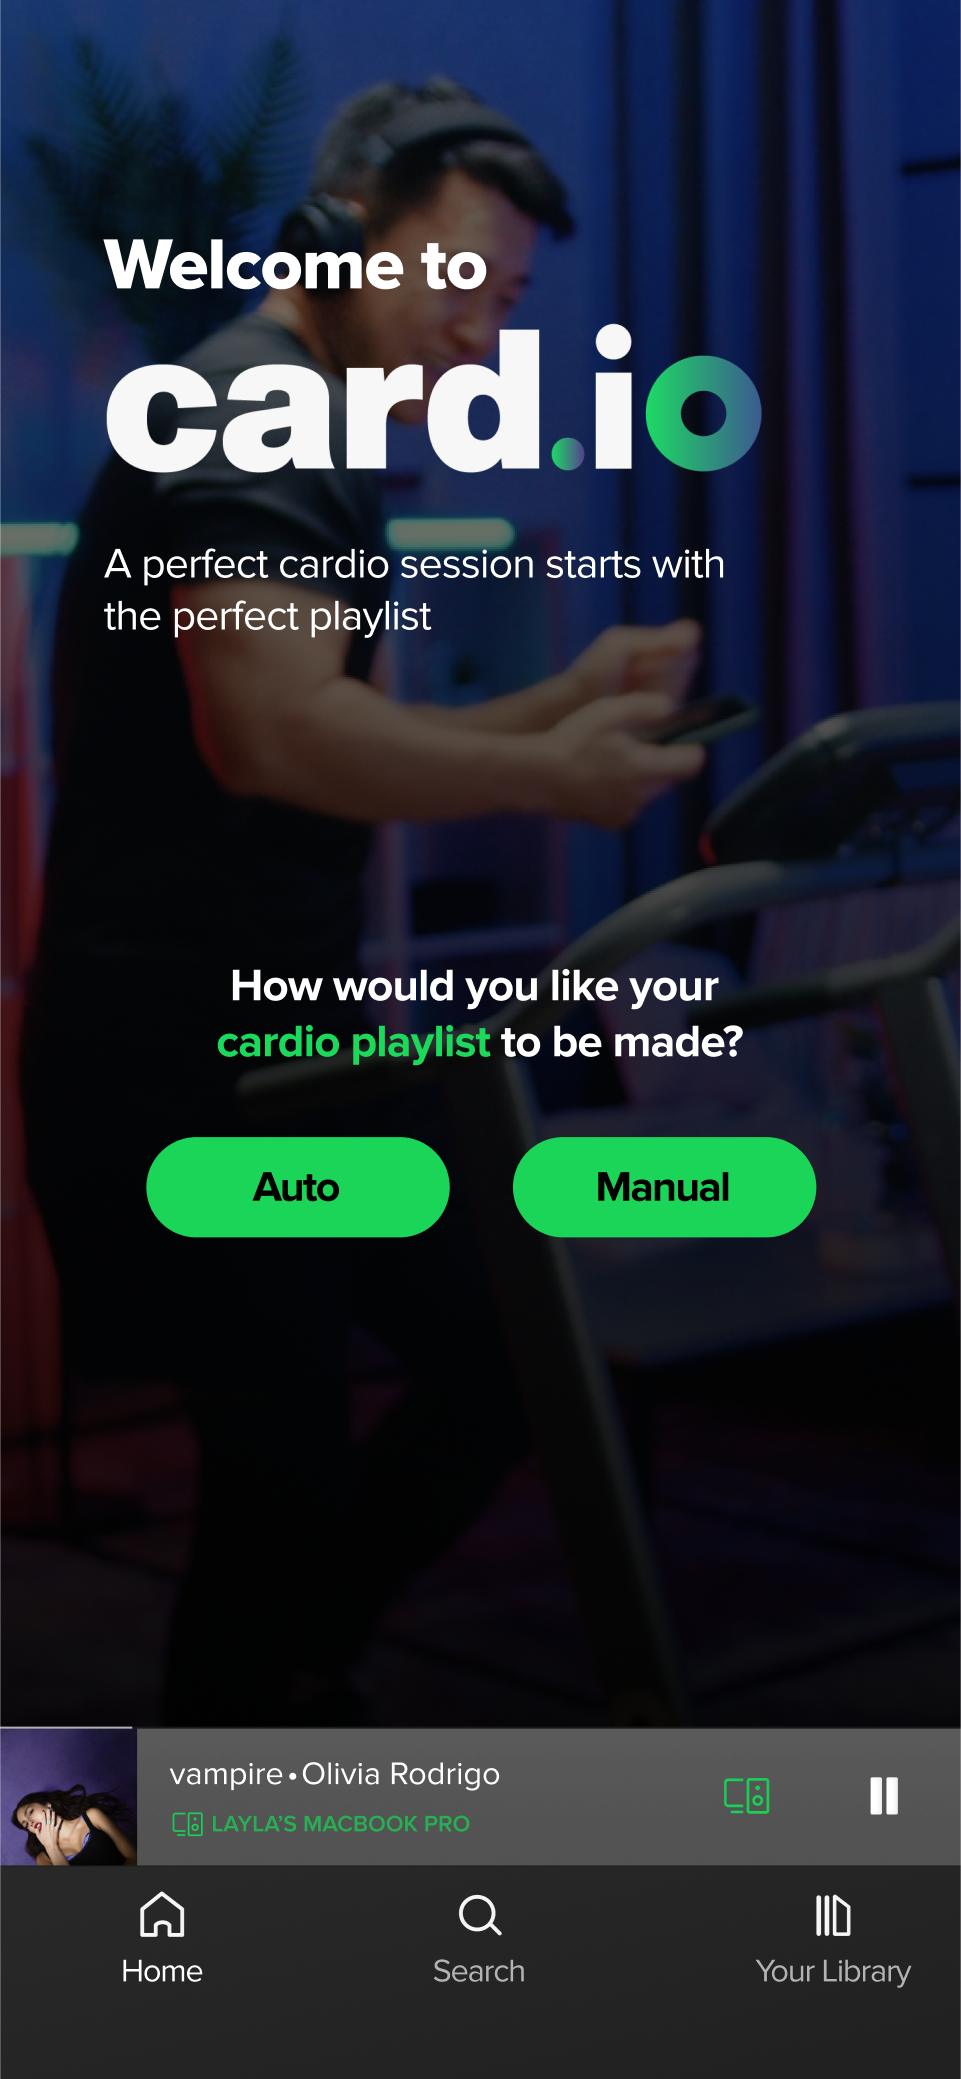 Welcome to
card.io
A perfect cardio session starts with
the perfect playlist
How would you like your
cardio playlist to be made?
Auto
Manual
vampire•Olivia Rodrigo
LAYLA'S MACBOOK PRO
Home
Search
Your Library